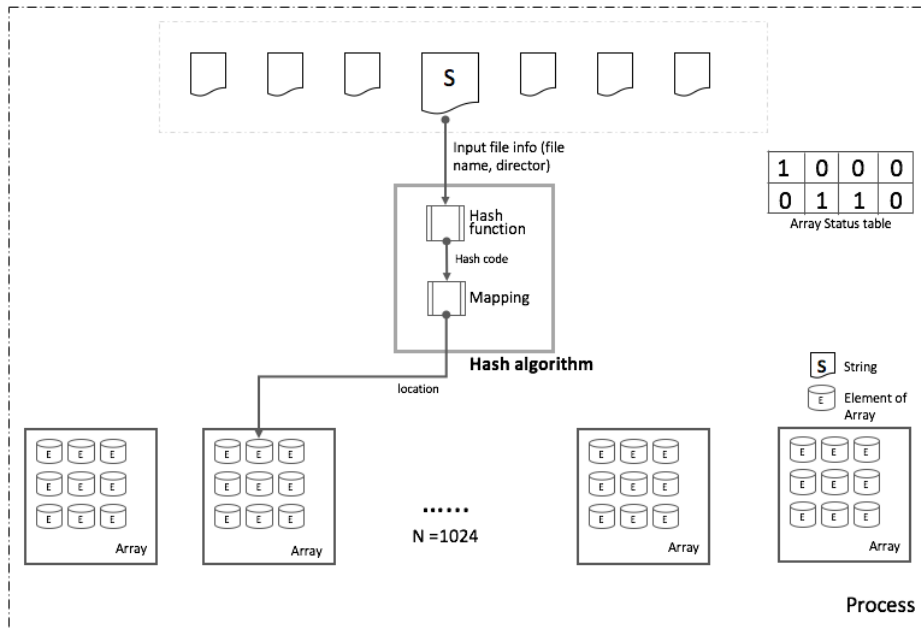 S
Input file info (file
name, director)
1 0 0 0
0 1 1 0
Array Status table
Hash
function
Hash code
Mapping
Hash algorithm
location
S String
E Element of
Array
E E E
E E E
E E E
Array
E E E
E E E
E E E
Array
......
N =1024
E E E
E E E
E E E
Array
E E E
E E E
E E E
Array
Process